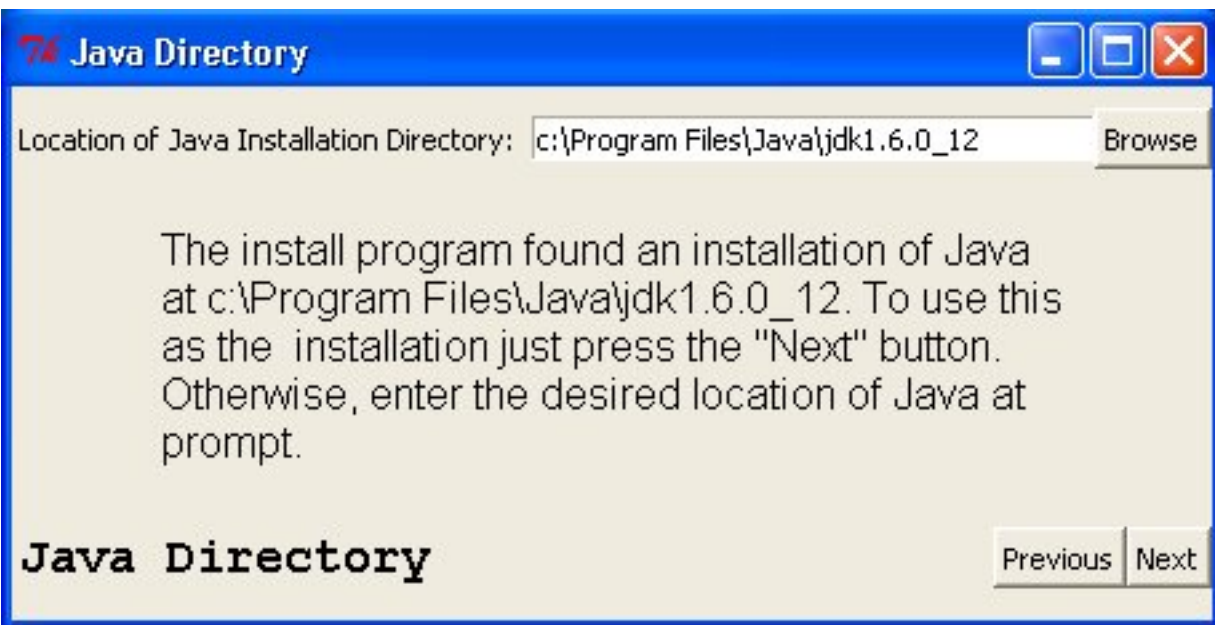 Java Directory
Location of Java Installation Directory: c:\Program Files\Java\jdk1.6.0_12 Browse
The install program found an installation of Java
at c:\Program Files\Java\jdk1.6.0_12. To use this
as the  installation just press the "Next" button.
Otherwise, enter the desired location of Java at
prompt.
Java Directory Previous Next